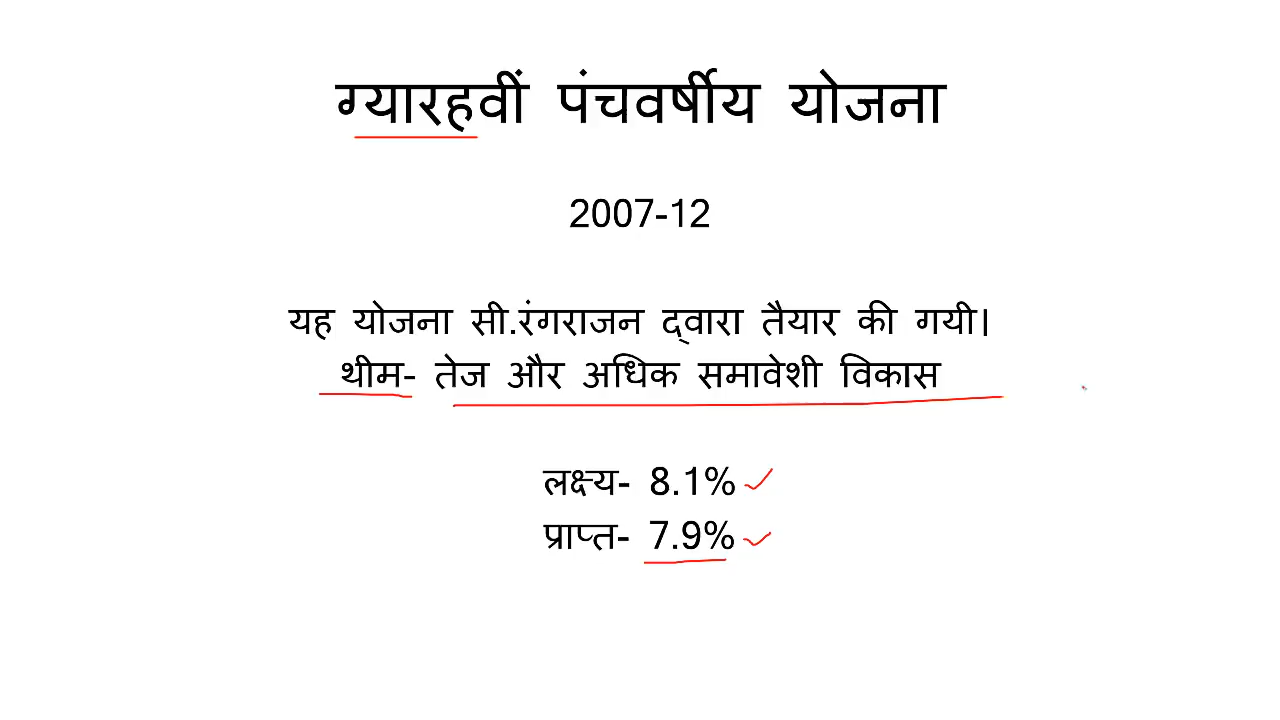 ग्यारहवीं पंचवर्षीय योजना
2007-12
यह योजना सी.रंगराजन द्वारा तैयार की गयी।
थीम- तेज और अधिक समावेशी विकास
लक्ष्य- 8.1%
प्राप्त- 7.9%